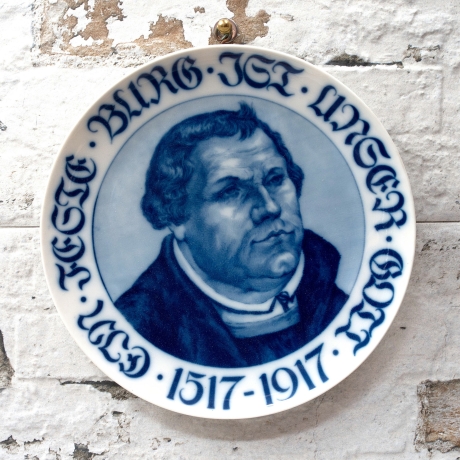 EIN · FESTE · BURG · IST · UNSER · GOTT
· 1517-1917 ·